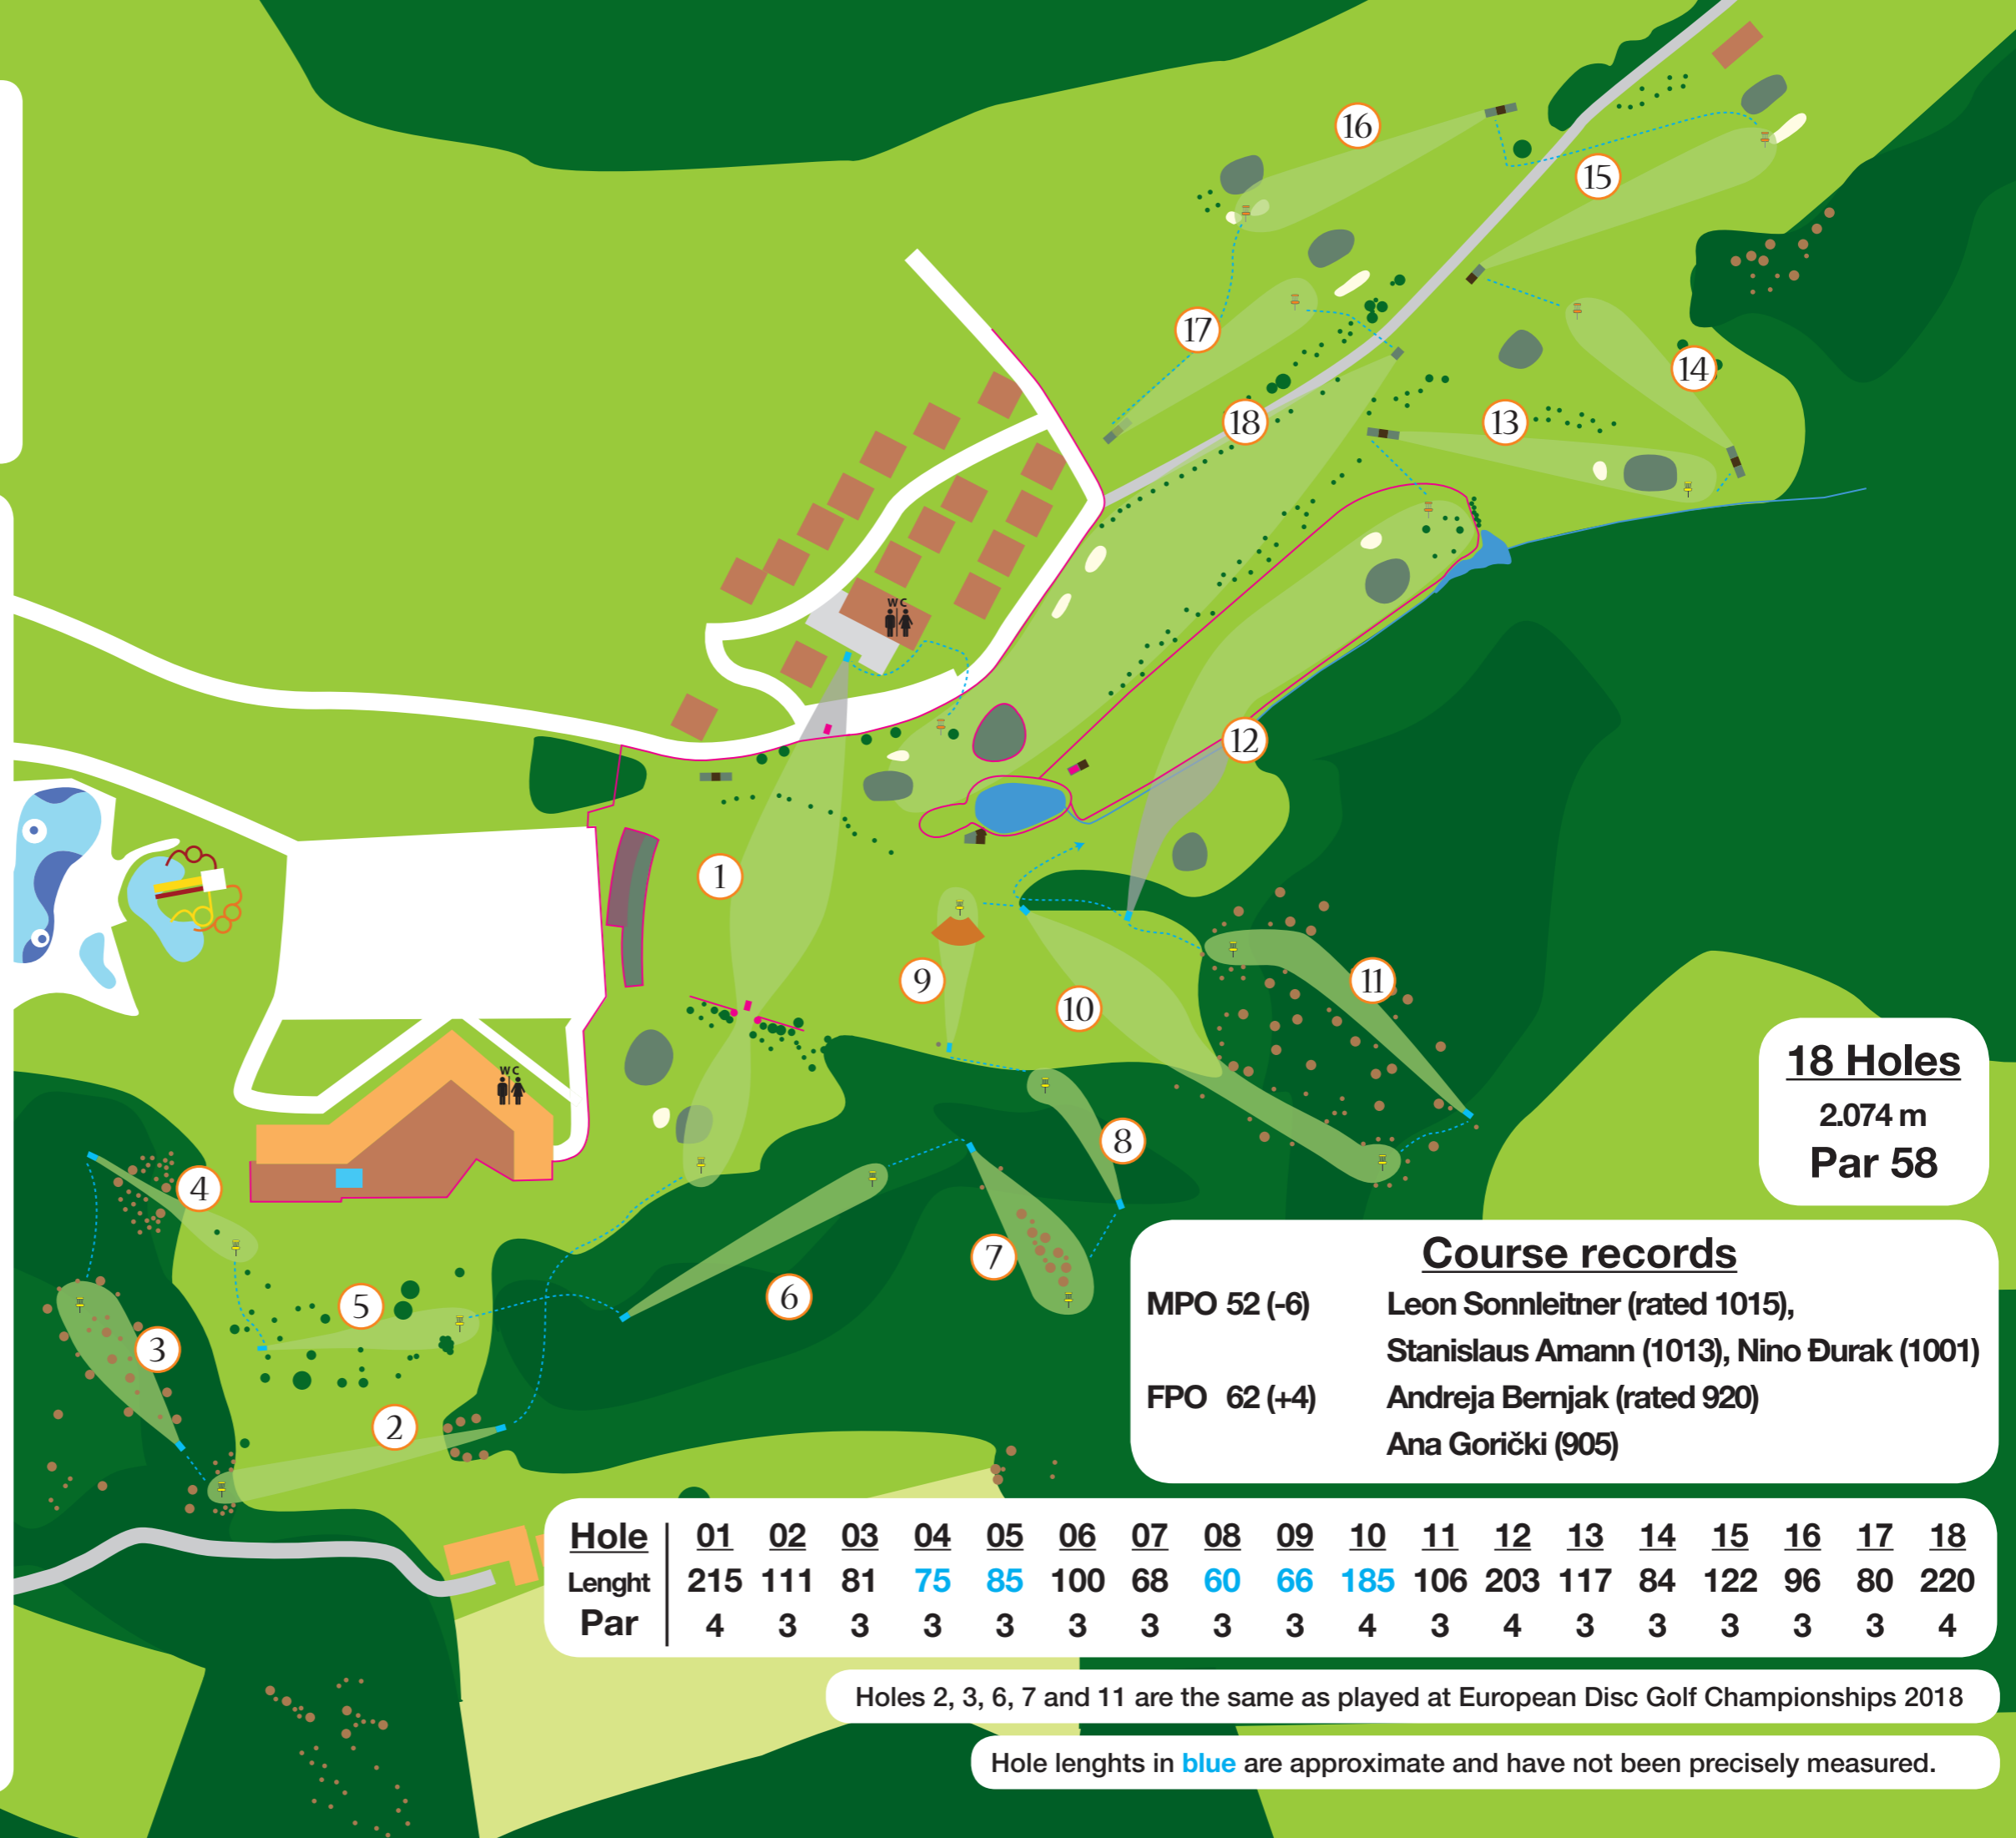 16
15
17
14
18
13
WC
12
1
9
11
10
WC
8
4
7
6
5
3
2
18 Holes
2.074 m
Par 58
Course records
MPO 52 (-6) Leon Sonnleitner (rated 1015),
Stanislaus Amann (1013), Nino Đurak (1001)
FPO 62 (+4) Andreja Bernjak (rated 920)
Ana Gorički (905)
Hole 01 02 03 04 05 06 07 08 09 10 11 12 13 14 15 16 17 18
Lenght 215 111 81 75 85 100 68 60 66 185 106 203 117 84 122 96 80 220
Par 4 3 3 3 3 3 3 3 3 4 3 4 3 3 3 3 3 4
Holes 2, 3, 6, 7 and 11 are the same as played at European Disc Golf Championships 2018
Hole lenghts in blue are approximate and have not been precisely measured.